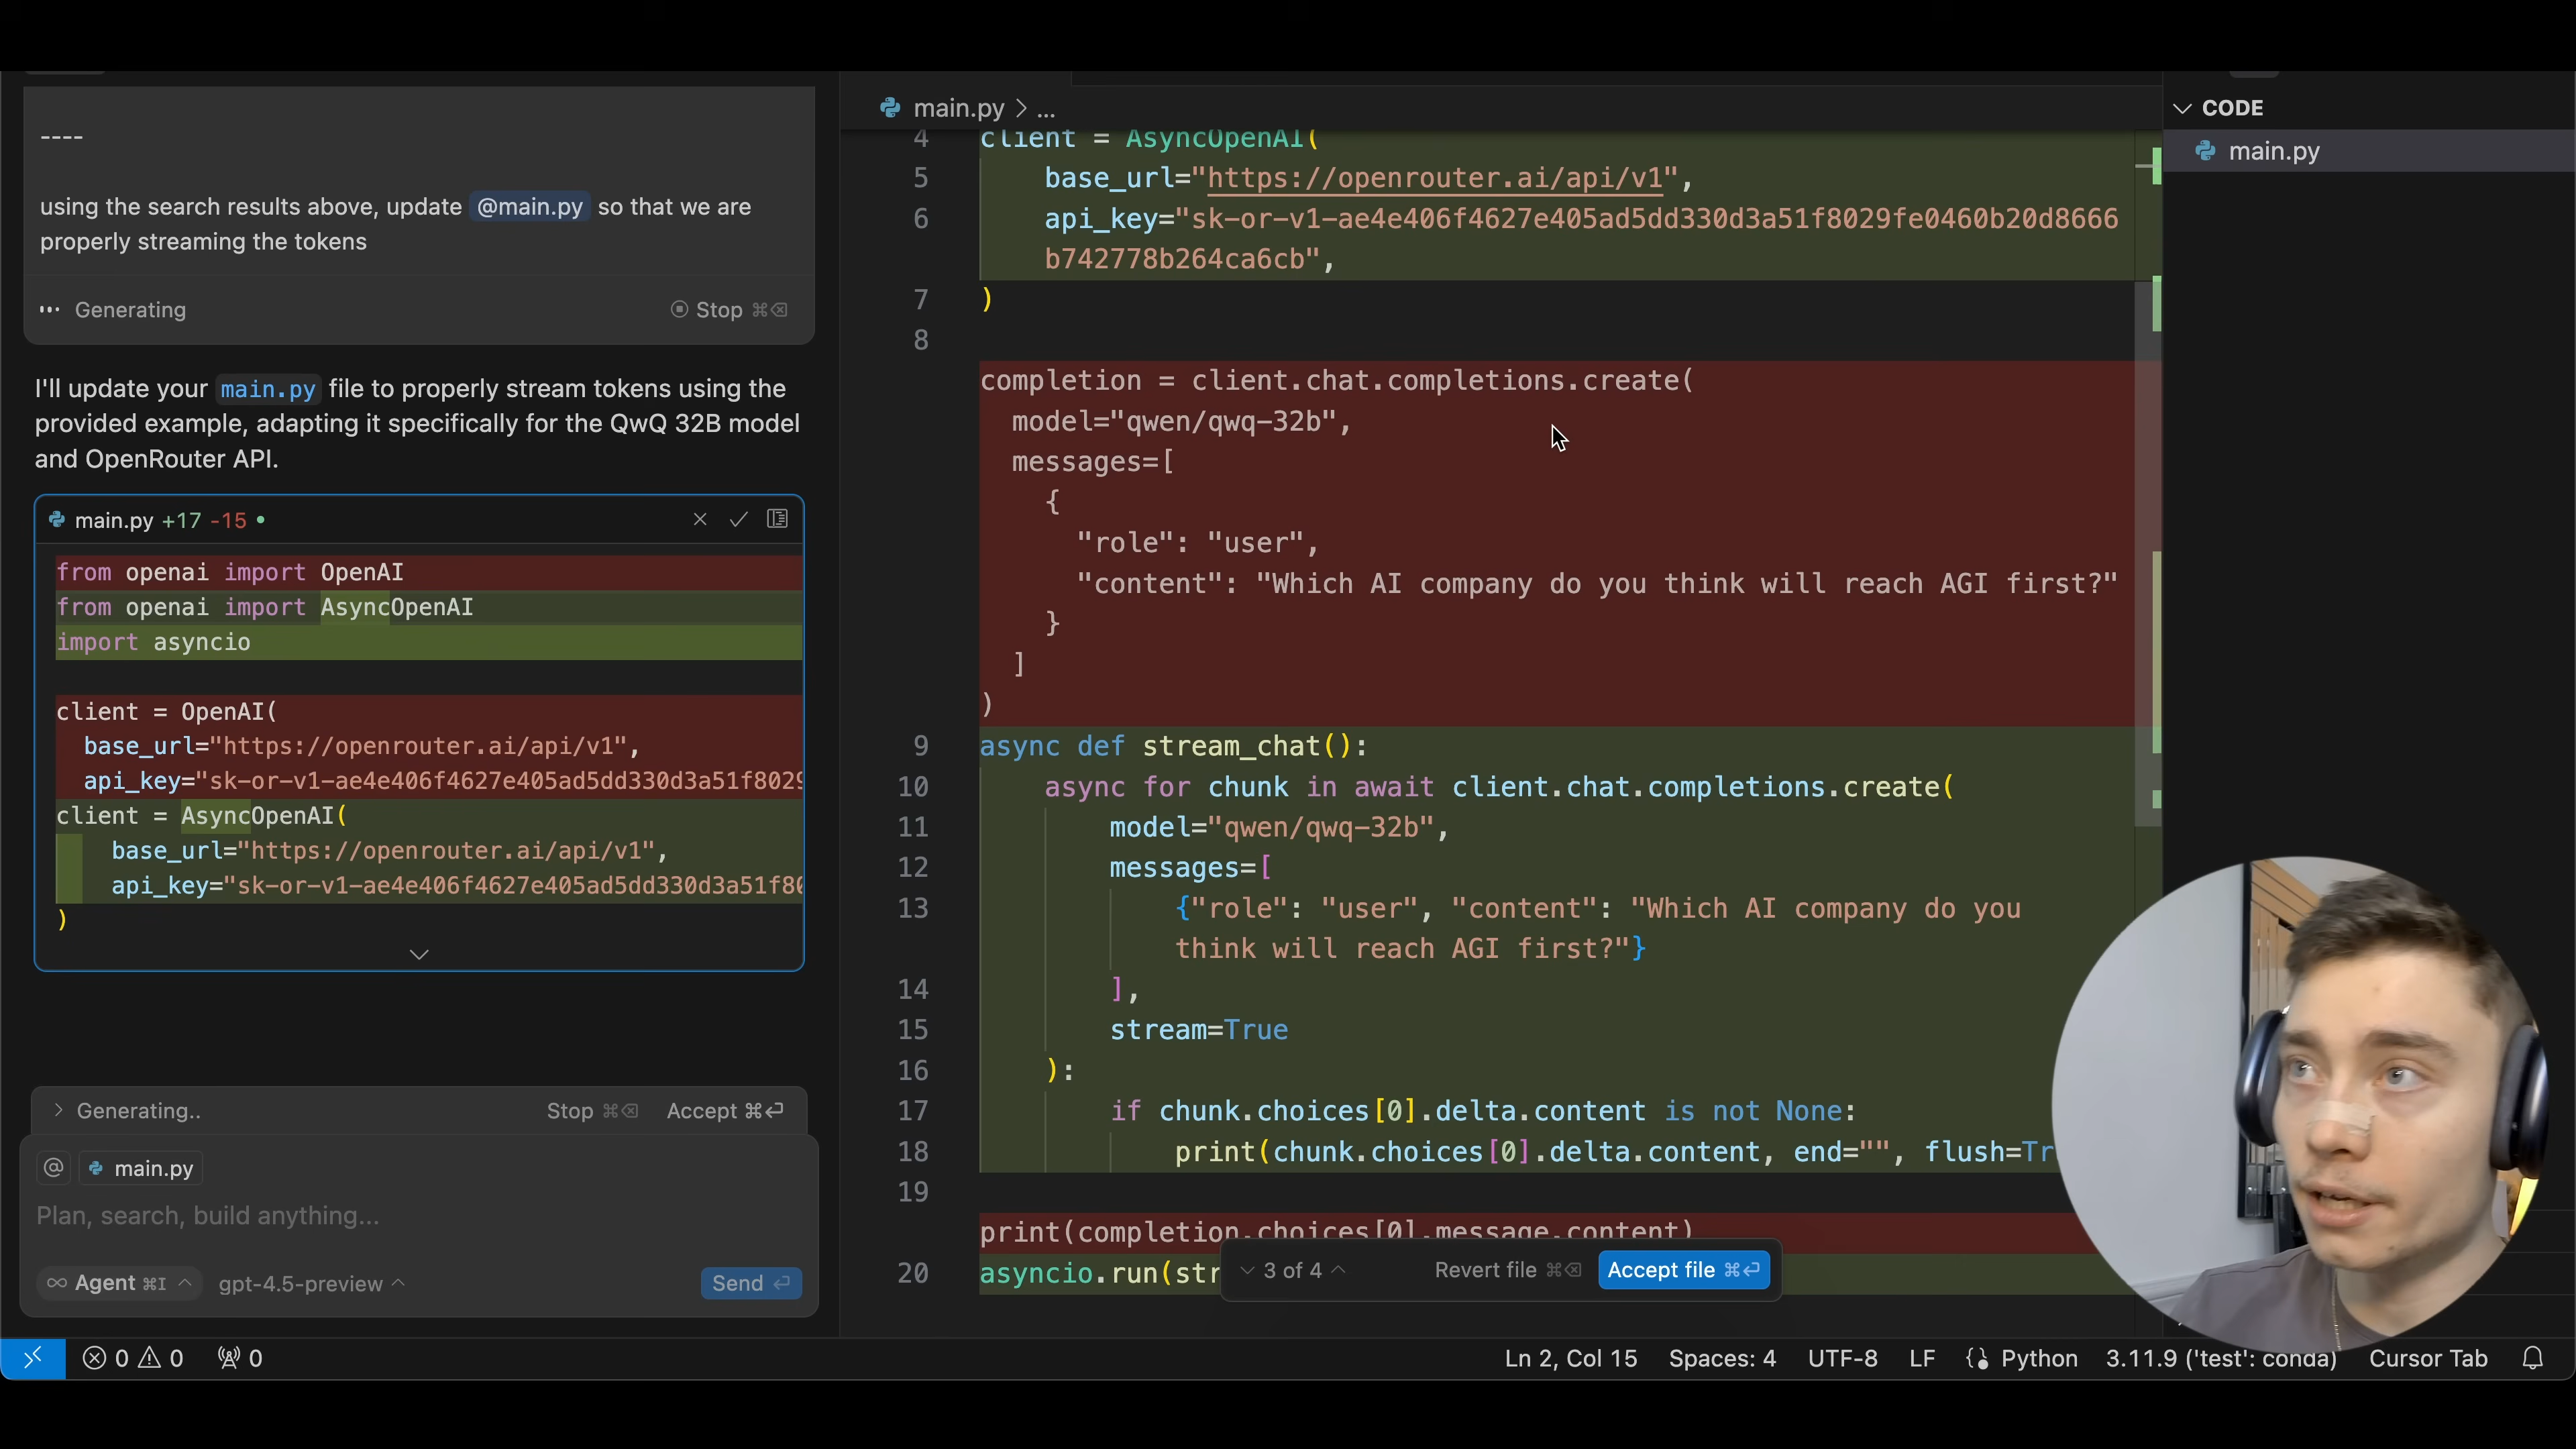 ----
using the search results above, update @main.py so that we are
properly streaming the tokens
Generating
Stop ⌘⌫
I'll update your main.py file to properly stream tokens using the
provided example, adapting it specifically for the QwQ 32B model
and OpenRouter API.
main.py +17 -15
from openai import OpenAI
from openai import AsyncOpenAI
import asyncio
client = OpenAI(
base_url="https://openrouter.ai/api/v1",
api_key="sk-or-v1-ae4e406f4627e405ad5dd330d3a51f8029
client = AsyncOpenAI(
base_url="https://openrouter.ai/api/v1",
api_key="sk-or-v1-ae4e406f4627e405ad5dd330d3a51f80
)
Generating..
Stop ⌘⌫
Accept ⌘↵
@ main.py
Plan, search, build anything...
∞ Agent ⌘I
gpt-4.5-preview
Send ↵
main.py > ...
4 client = AsyncOpenAI(
5 base_url="https://openrouter.ai/api/v1",
6 api_key="sk-or-v1-ae4e406f4627e405ad5dd330d3a51f8029fe0460b20d8666
b742778b264ca6cb",
7 )
8
completion = client.chat.completions.create(
model="qwen/qwq-32b",
messages=[
{
"role": "user",
"content": "Which AI company do you think will reach AGI first?"
}
]
)
9 async def stream_chat():
10 async for chunk in await client.chat.completions.create(
11 model="qwen/qwq-32b",
12 messages=[
13 {"role": "user", "content": "Which AI company do you
think will reach AGI first?"}
14 ],
15 stream=True
16 ):
17 if chunk.choices[0].delta.content is not None:
18 print(chunk.choices[0].delta.content, end="", flush=Tr
19
print(completion.choices[0].message.content)
20 asyncio.run(str
3 of 4
Revert file ⌘⌫
Accept file ⌘↵
CODE
main.py
0 0 0
Ln 2, Col 15
Spaces: 4
UTF-8
LF
Python
3.11.9 ('test': conda)
Cursor Tab